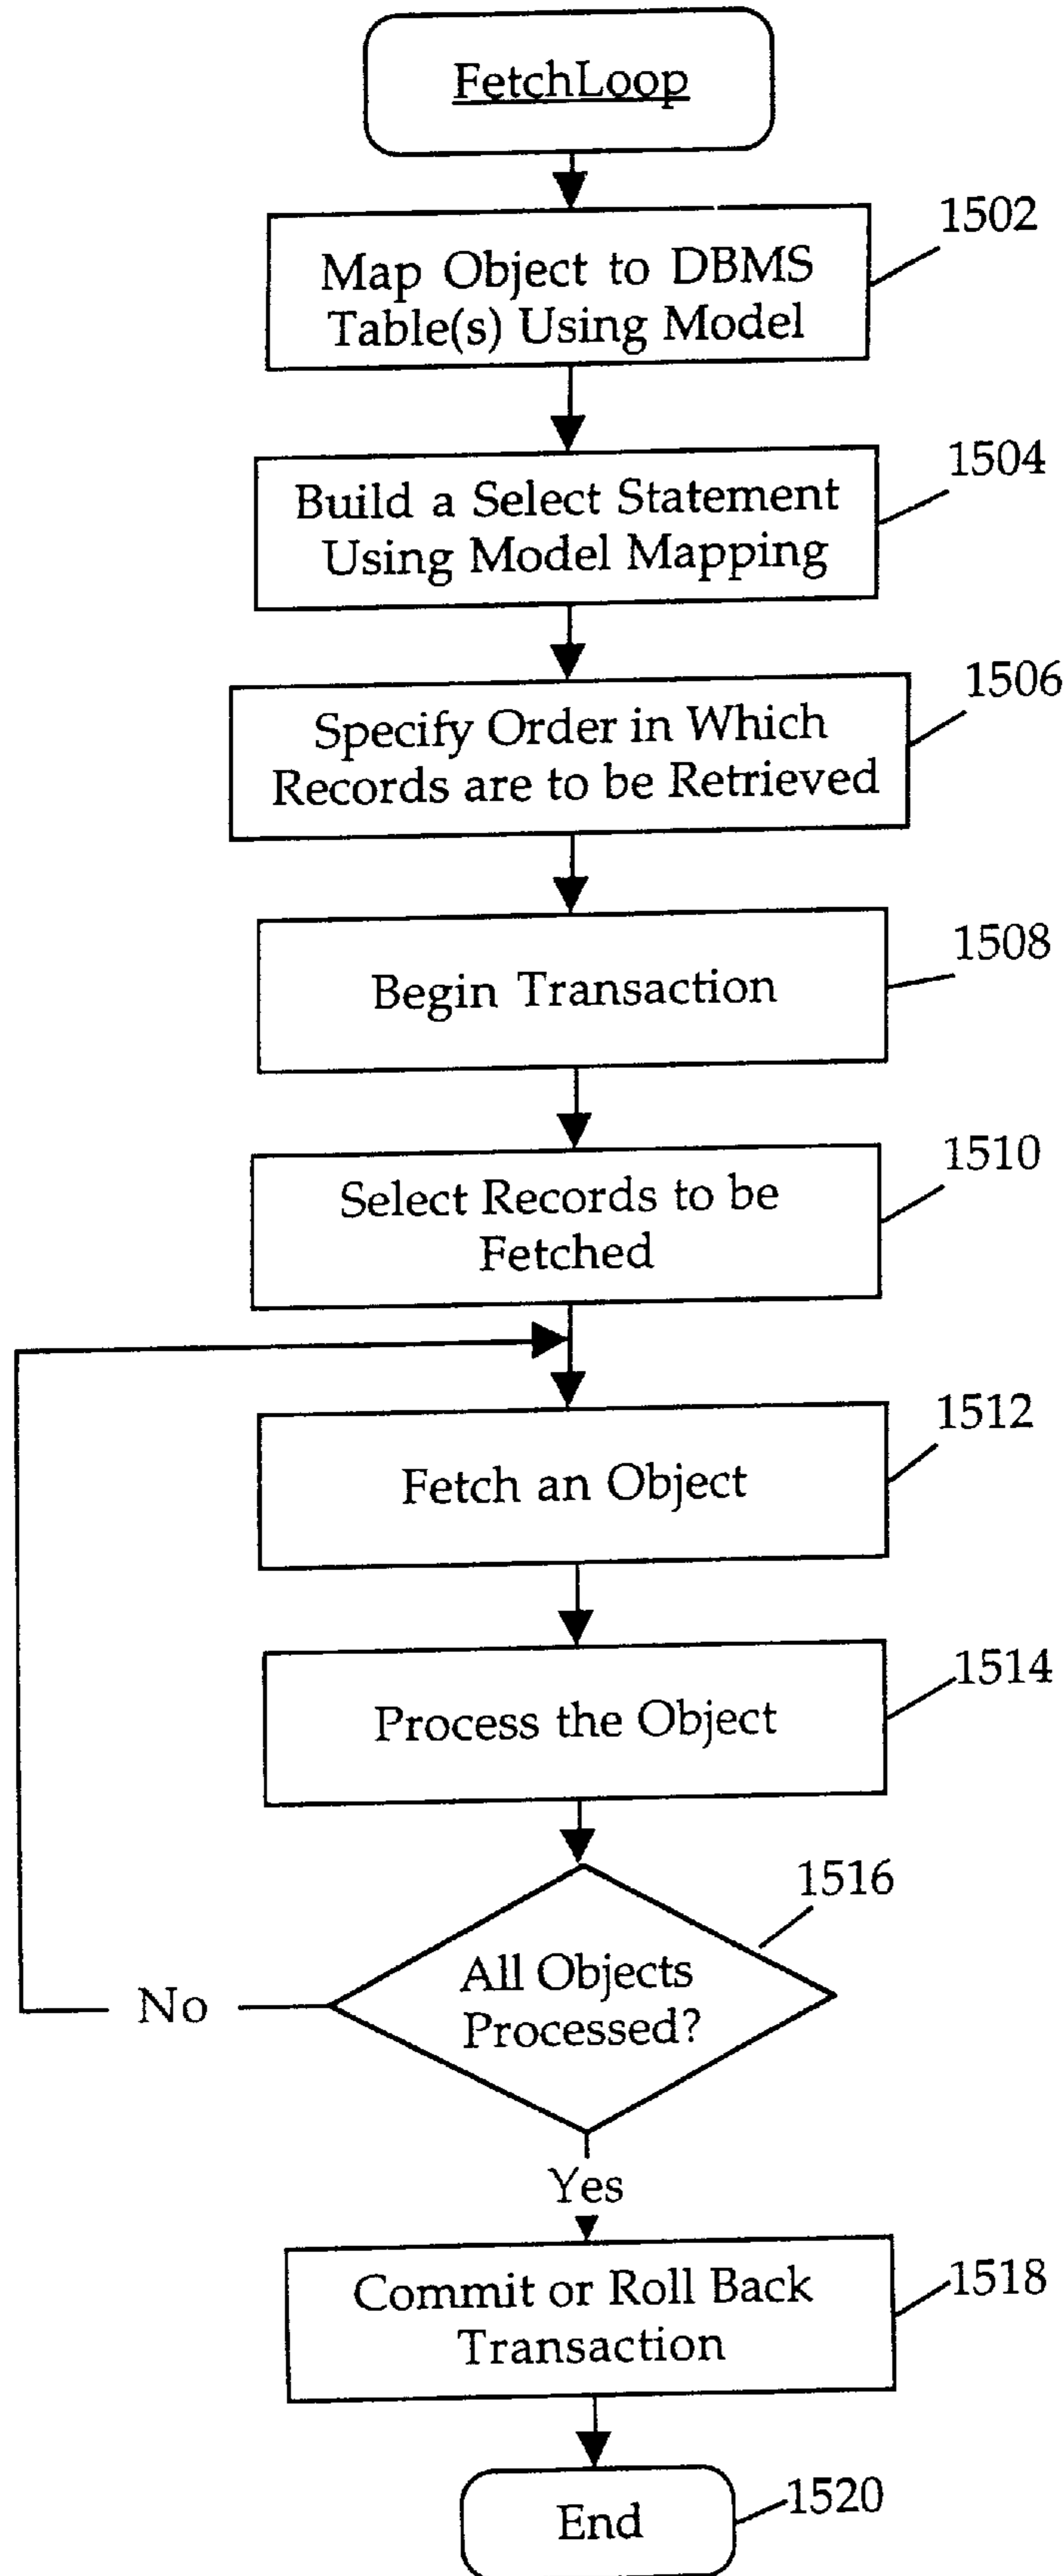 FetchLoop
1502
Map Object to DBMS
Table(s) Using Model
1504
Build a Select Statement
Using Model Mapping
1506
Specify Order in Which
Records are to be Retrieved
1508
Begin Transaction
1510
Select Records to be
Fetched
1512
Fetch an Object
1514
Process the Object
1516
All Objects
Processed?
No
Yes
1518
Commit or Roll Back
Transaction
1520
End